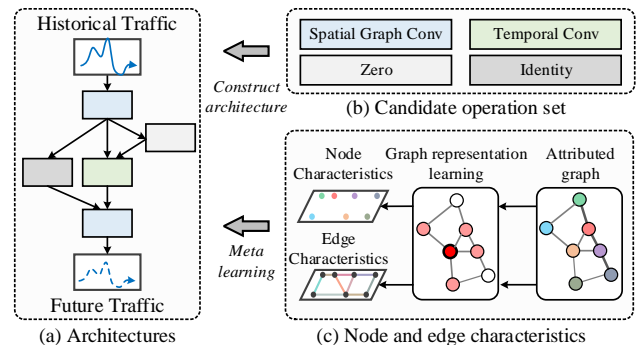 Historical Traffic
Future Traffic
(a) Architectures
Construct
architecture
Meta
learning
Spatial Graph Conv
Temporal Conv
Zero
Identity
(b) Candidate operation set
Node
Characteristics
Edge
Characteristics
Graph representation
learning
Attributed
graph
(c) Node and edge characteristics